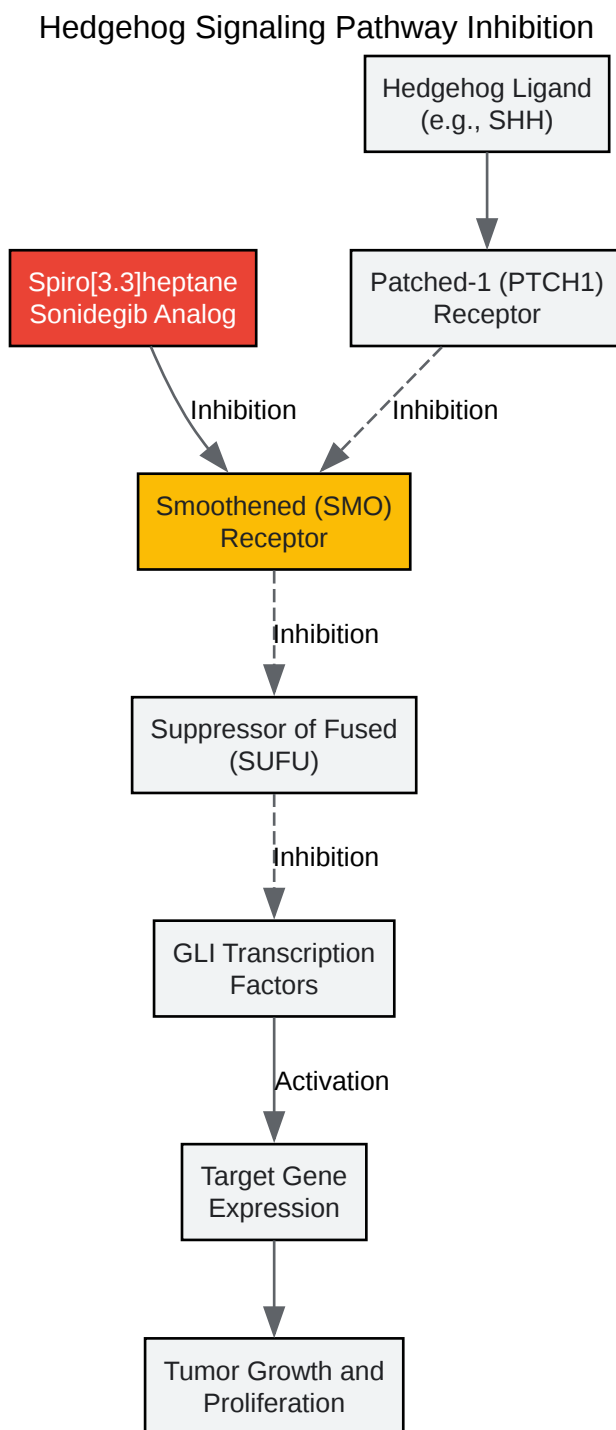 Hedgehog Signaling Pathway Inhibition
Hedgehog Ligand
(e.g., SHH)
Spiro[3.3]heptane
Sonidegib Analog
Patched-1 (PTCH1)
Receptor
Inhibition
Inhibition
Smoothened (SMO)
Receptor
Inhibition
Suppressor of Fused
(SUFU)
Inhibition
GLI Transcription
Factors
Activation
Target Gene
Expression
Tumor Growth and
Proliferation